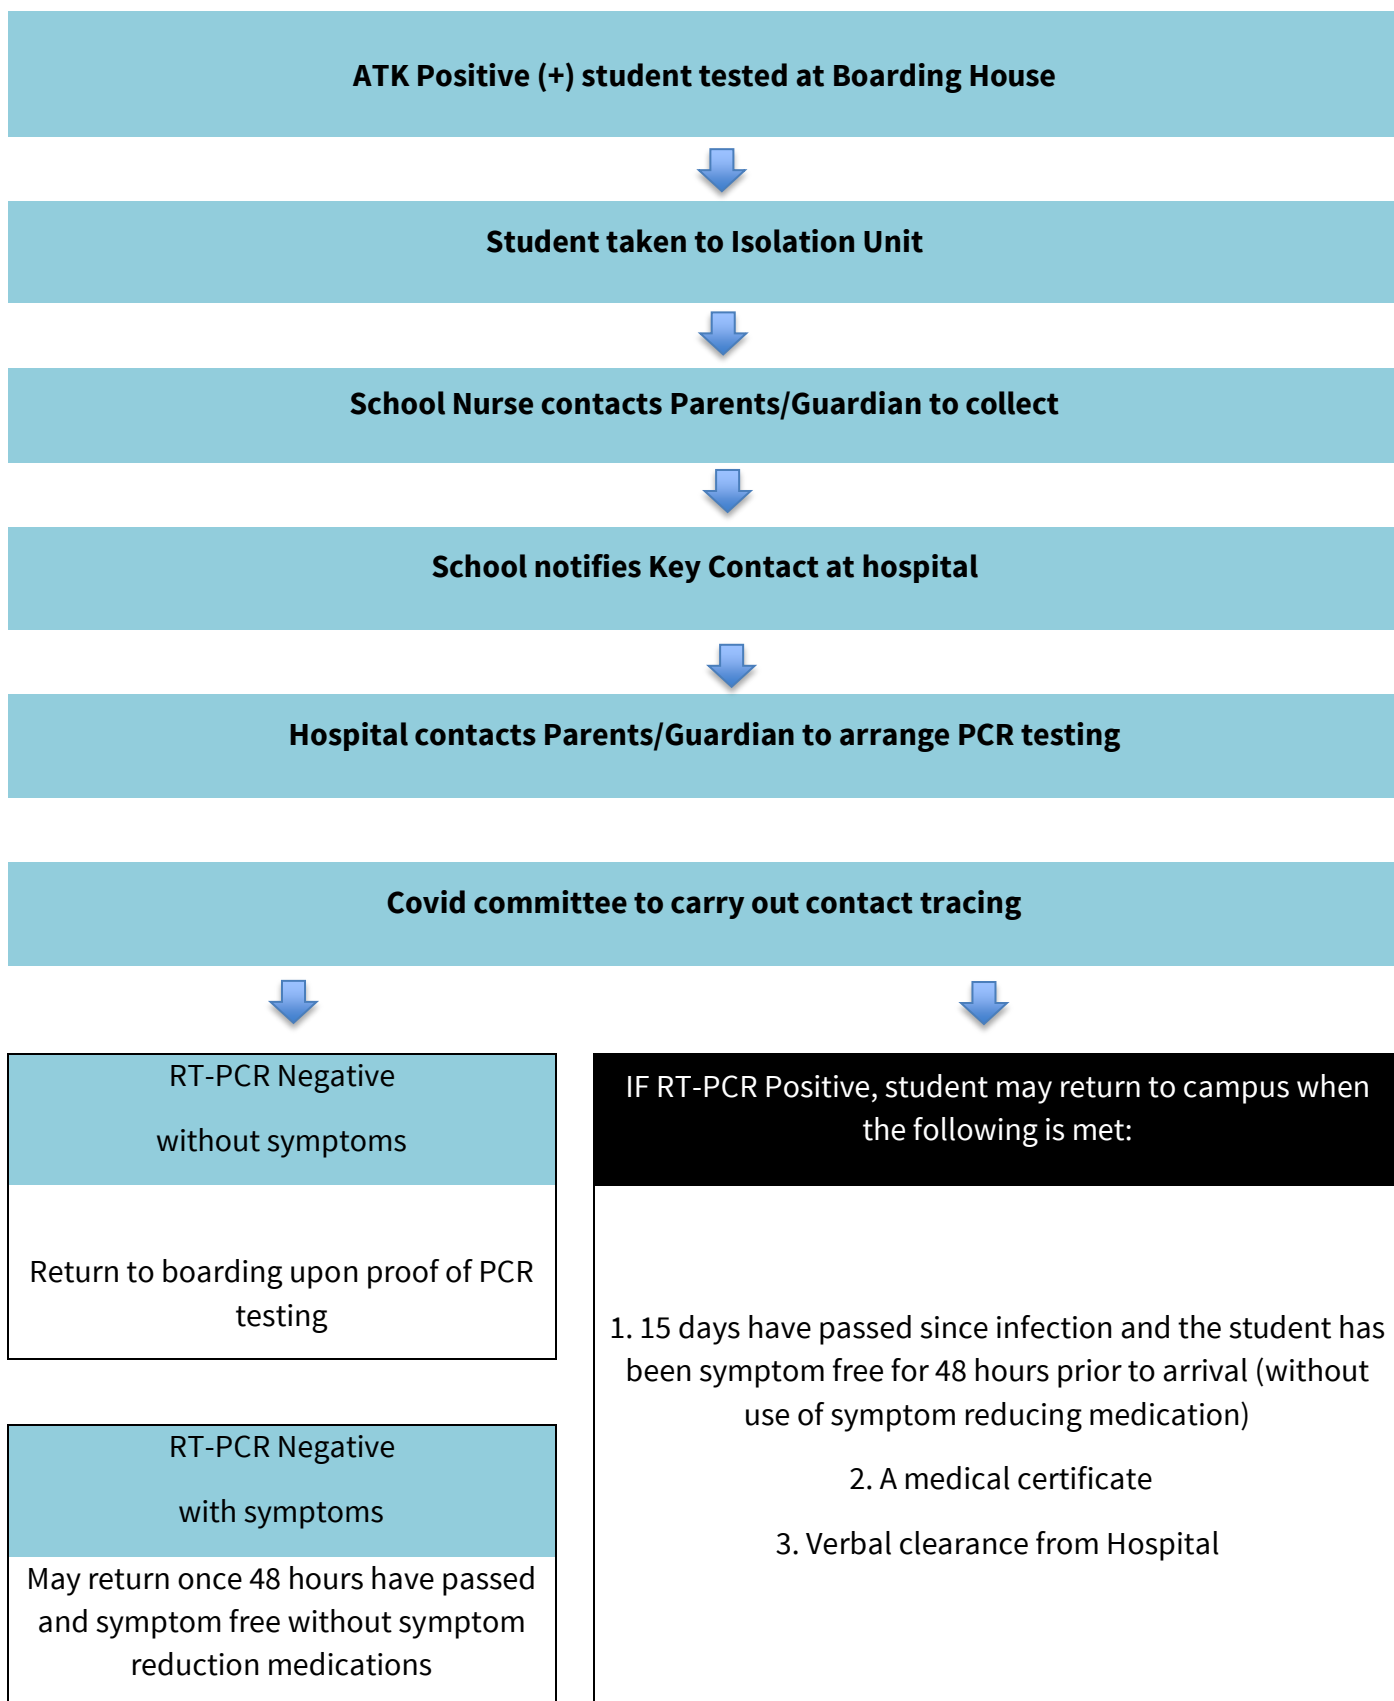 ATK Positive (+) student tested at Boarding House
Student taken to Isolation Unit
School Nurse contacts Parents/Guardian to collect
School notifies Key Contact at hospital
Hospital contacts Parents/Guardian to arrange PCR testing
Covid committee to carry out contact tracing
RT-PCR Negative
without symptoms
Return to boarding upon proof of PCR
testing
RT-PCR Negative
with symptoms
May return once 48 hours have passed
and symptom free without symptom
reduction medications
IF RT-PCR Positive, student may return to campus when
the following is met:
1. 15 days have passed since infection and the student has
been symptom free for 48 hours prior to arrival (without
use of symptom reducing medication)
2. A medical certificate
3. Verbal clearance from Hospital